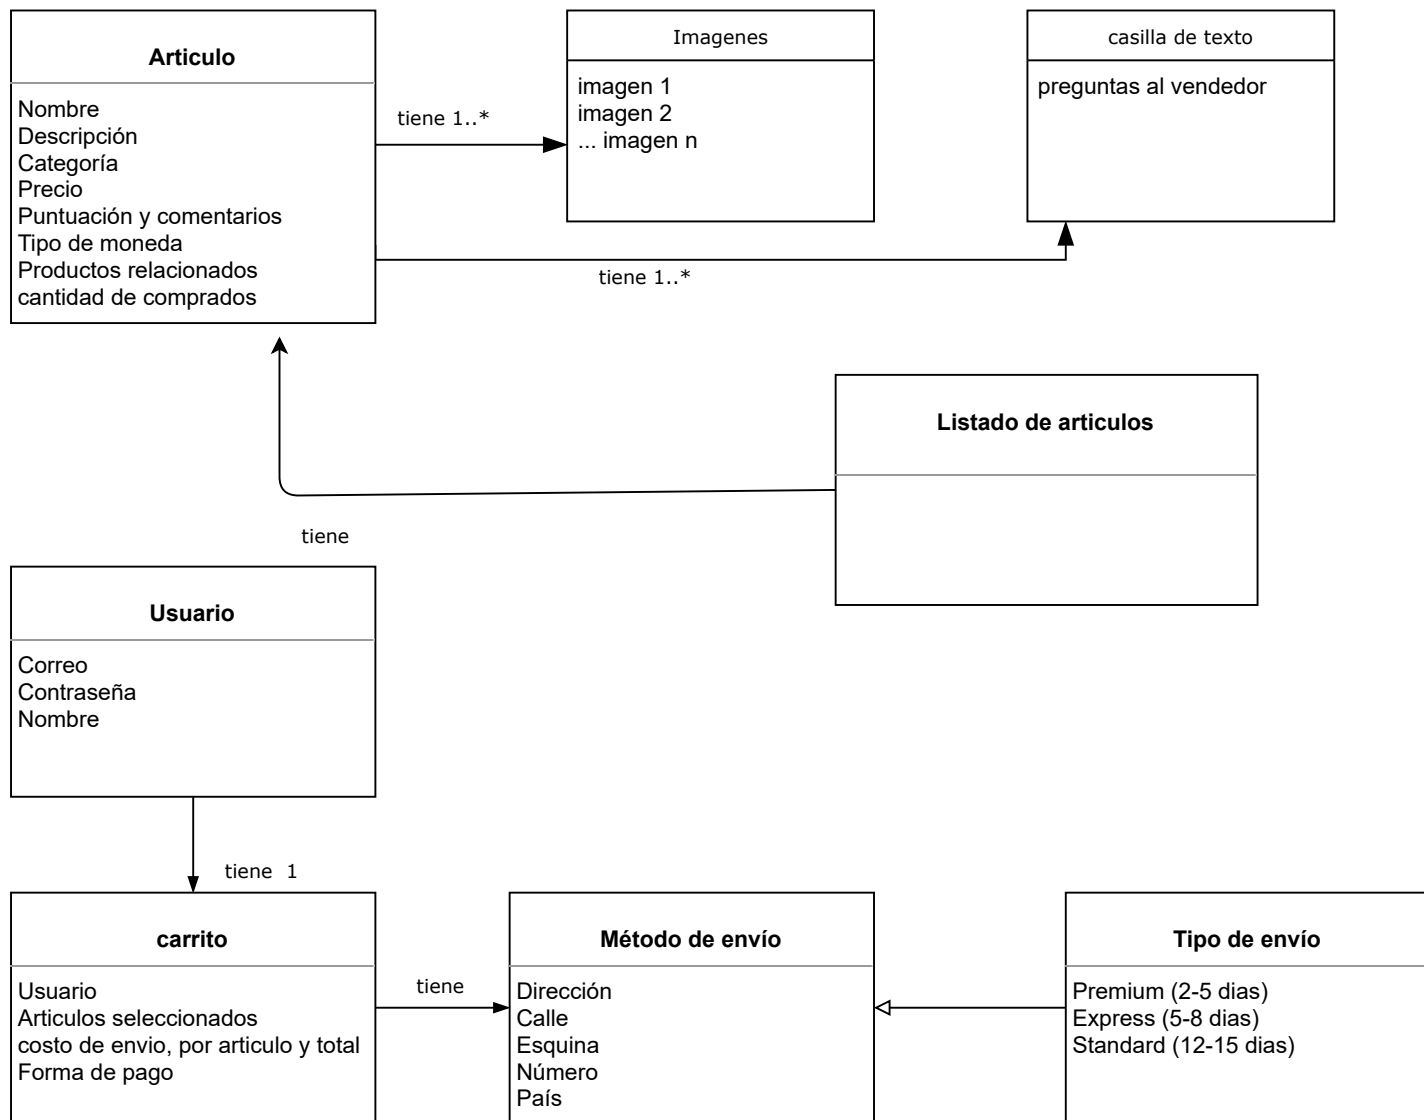 Articulo
Nombre
Descripción
Categoría
Precio
Puntuación y comentarios
Tipo de moneda
Productos relacionados
cantidad de comprados
tiene 1..*
Imagenes
imagen 1
imagen 2
... imagen n
casilla de texto
preguntas al vendedor
tiene 1..*
Listado de articulos
tiene
Usuario
Correo
Contraseña
Nombre
tiene  1
carrito
Usuario
Articulos seleccionados
costo de envio, por articulo y total
Forma de pago
tiene
Método de envío
Dirección
Calle
Esquina
Número
País
Tipo de envío
Premium (2-5 dias)
Express (5-8 dias)
Standard (12-15 dias)